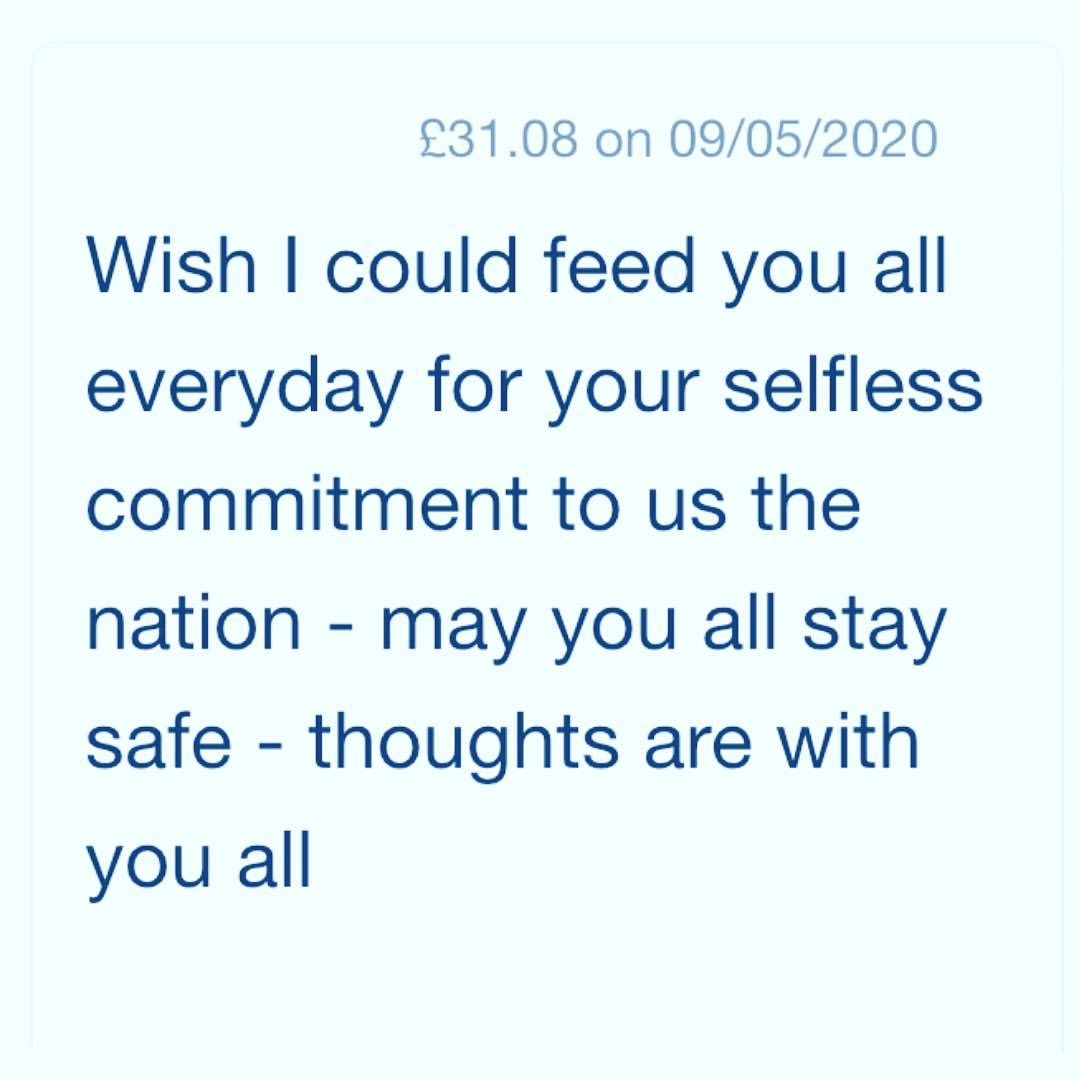 £31.08 on 09/05/2020
Wish I could feed you all
everyday for your selfless
commitment to us the
nation - may you all stay
safe - thoughts are with
you all